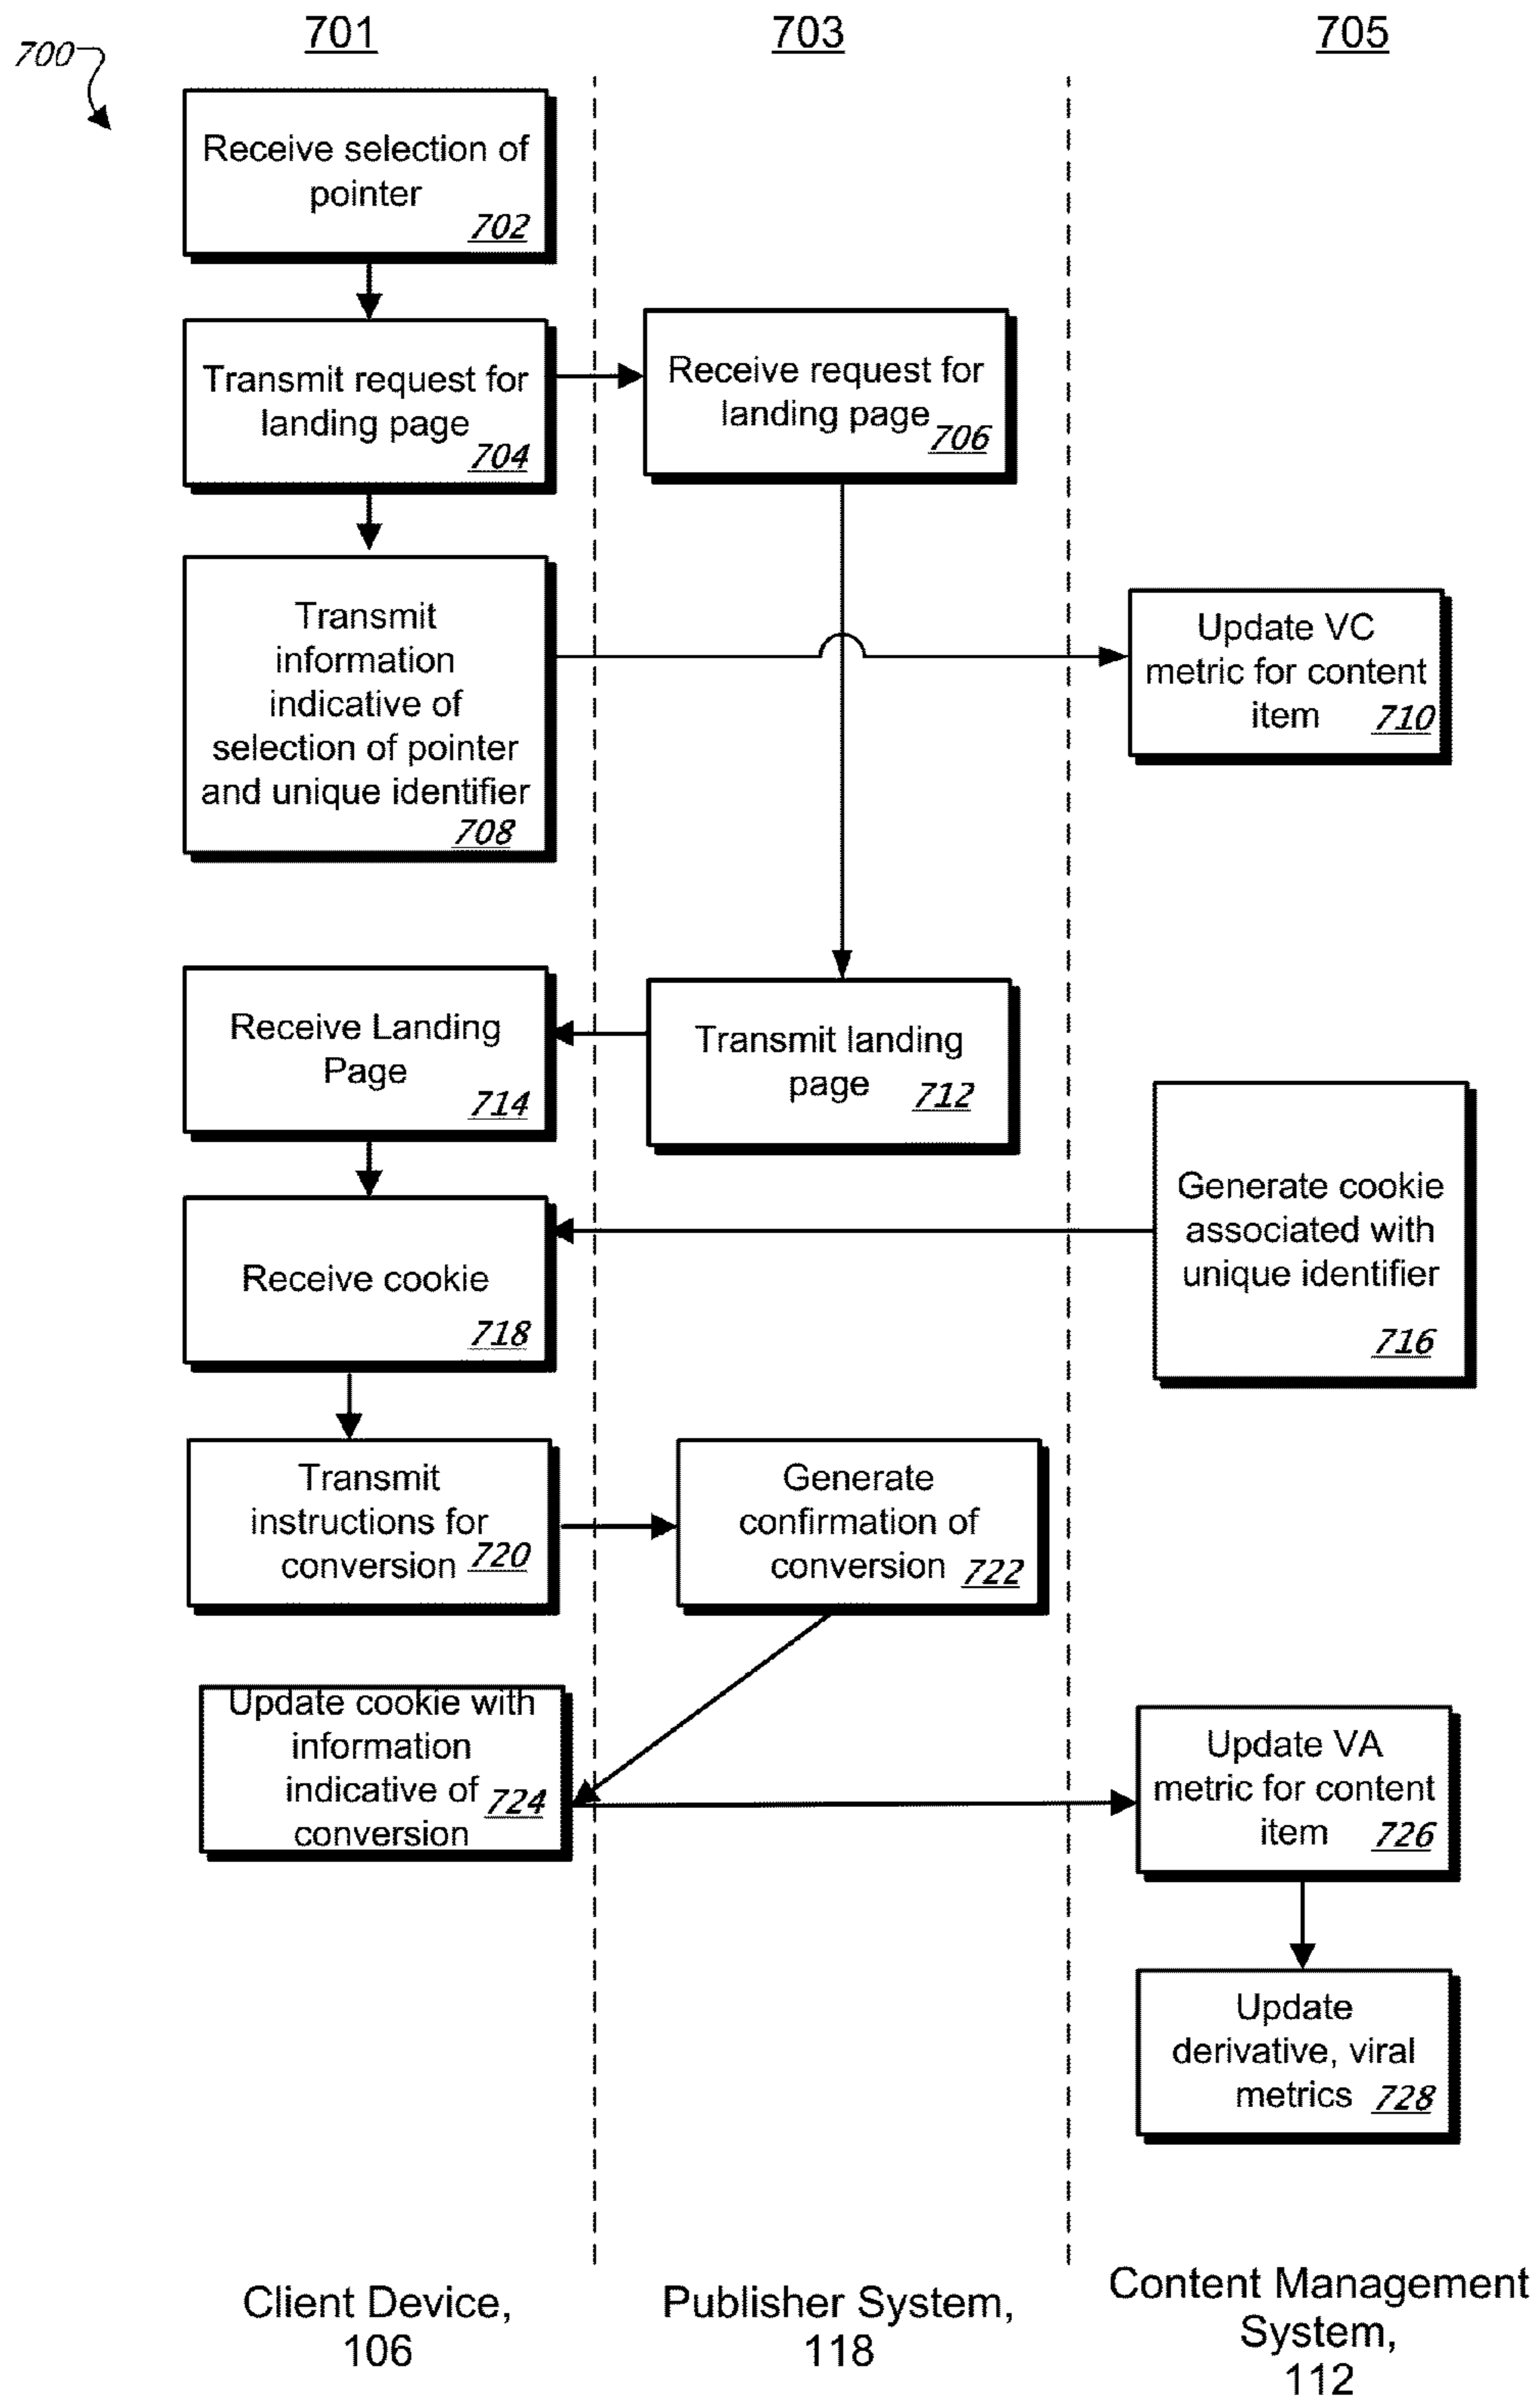 701
703
705
700
Receive selection of
pointer
702
Transmit request for
landing page
704
Receive request for
landing page
706
Transmit
information
indicative of
selection of pointer
and unique identifier
708
Update VC
metric for content
item 710
Receive Landing
Page
714
Transmit landing
page 712
Generate cookie
associated with
unique identifier
716
Receive cookie
718
Transmit
instructions for
conversion 720
Generate
confirmation of
conversion 722
Update cookie with
information
indicative of 724
conversion
Update VA
metric for content
item 726
Update
derivative, viral
metrics 728
Client Device,
106
Publisher System,
118
Content Management
System,
112